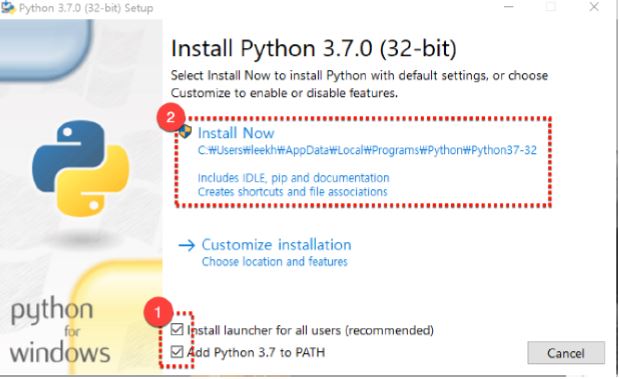 Python 3.7.0 (32-bit) Setup
Install Python 3.7.0 (32-bit)
Select Install Now to install Python with default settings, or choose
Customize to enable or disable features.
2
Install Now
C:₩Users₩leekh₩AppData₩Local₩Programs₩Python₩Python37-32
Includes IDLE, pip and documentation
Creates shortcuts and file associations
→ Customize installation
Choose location and features
python
for
windows
1
Install launcher for all users (recommended)
Add Python 3.7 to PATH
Cancel